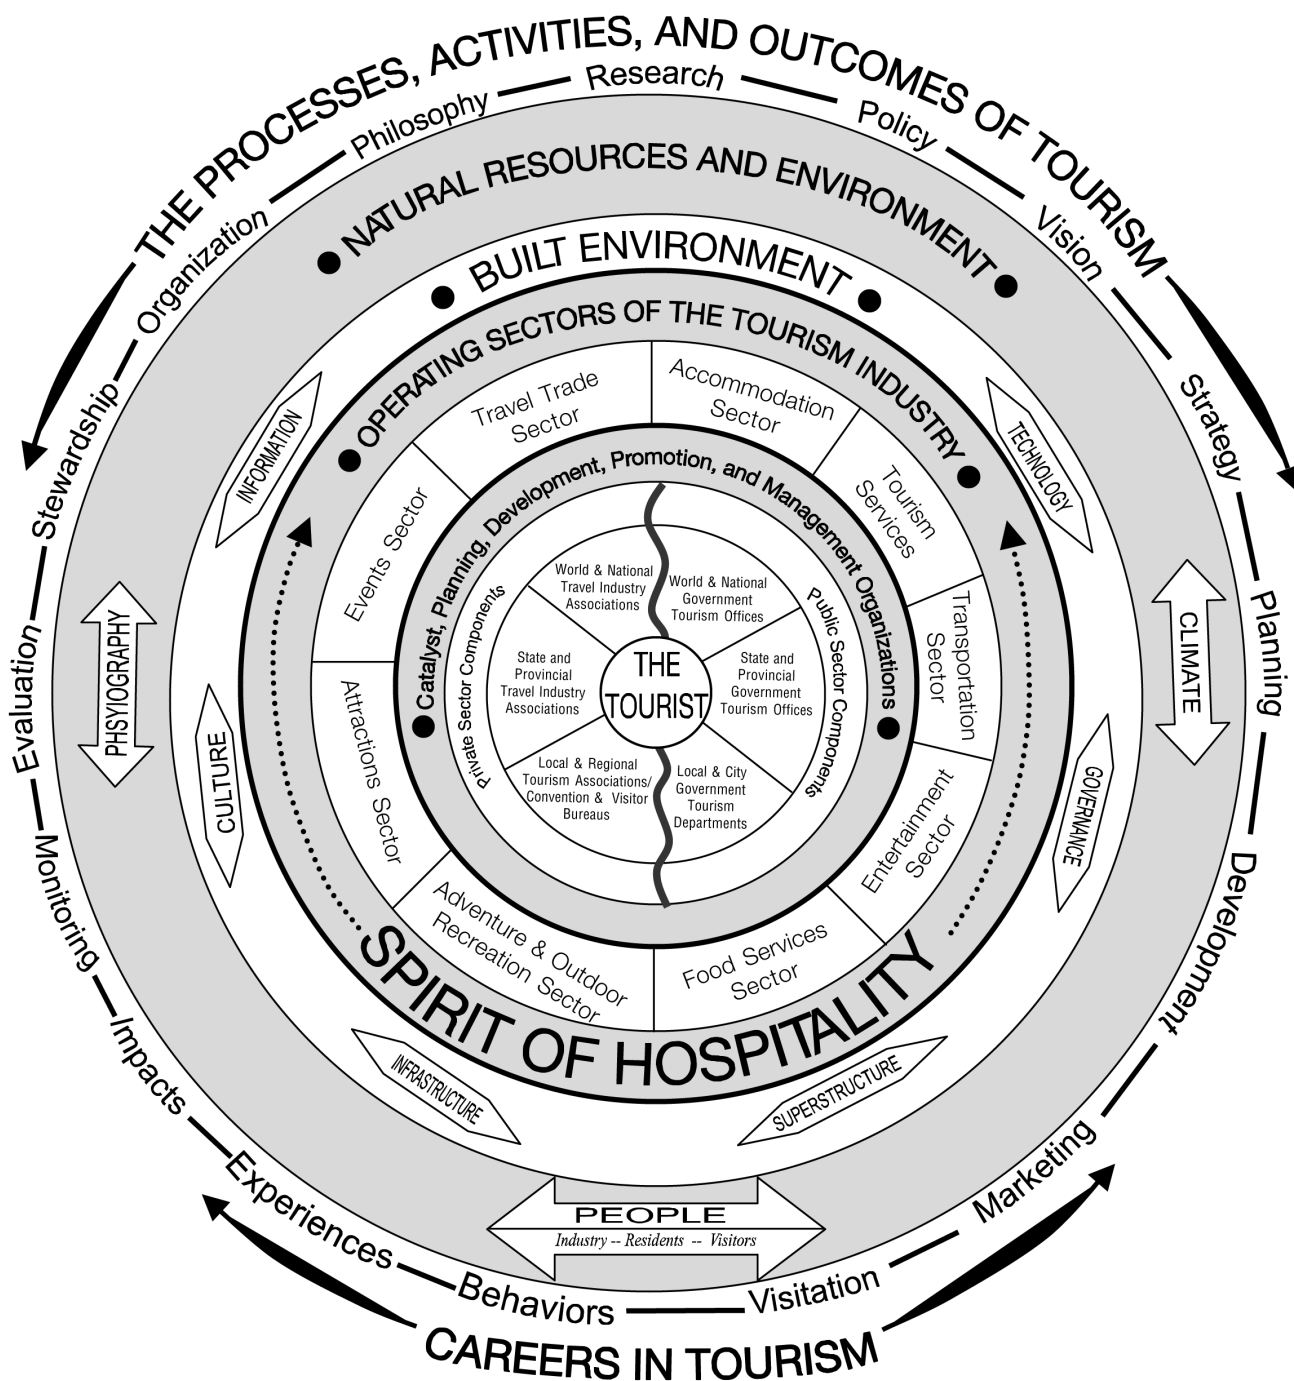 THE PROCESSES, ACTIVITIES, AND OUTCOMES OF TOURISM
Research
Policy
Vision
Strategy
Planning
Development
Marketing
Visitation
Behaviors
Experiences
Impacts
Monitoring
Evaluation
Stewardship
Organization
Philosophy
NATURAL RESOURCES AND ENVIRONMENT
CLIMATE
PEOPLE
Industry -- Residents -- Visitors
PHSYIOGRAPHY
BUILT ENVIRONMENT
TECHNOLOGY
GOVERNANCE
SUPERSTRUCTURE
INFRASTRUCTURE
CULTURE
INFORMATION
OPERATING SECTORS OF THE TOURISM INDUSTRY
Accommodation
Sector
Tourism
Services
Transportation
Sector
Entertainment
Sector
Food Services
Sector
Adventure & Outdoor
Recreation Sector
Attractions Sector
Events Sector
Travel Trade
Sector
SPIRIT OF HOSPITALITY
Catalyst, Planning, Development, Promotion, and Management Organizations
Private Sector Components
Public Sector Components
World & National
Travel Industry
Associations
World & National
Government
Tourism Offices
State and
Provincial
Travel Industry
Associations
State and
Provincial
Government
Tourism Offices
Local & Regional
Tourism Associations/
Convention & Visitor
Bureaus
Local & City
Government
Tourism
Departments
THE
TOURIST
CAREERS IN TOURISM